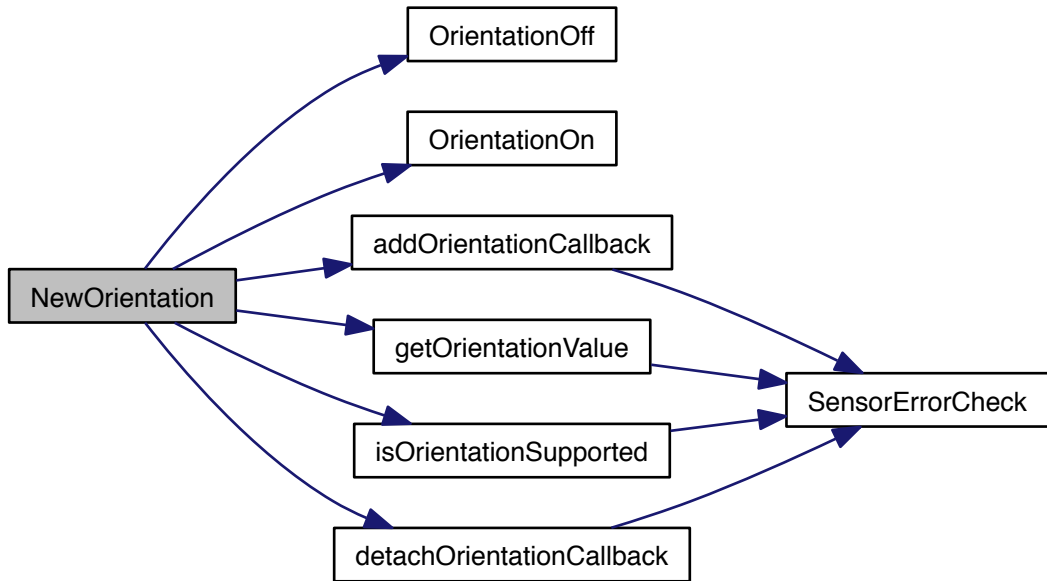 OrientationOff
OrientationOn
addOrientationCallback
NewOrientation
getOrientationValue
SensorErrorCheck
isOrientationSupported
detachOrientationCallback